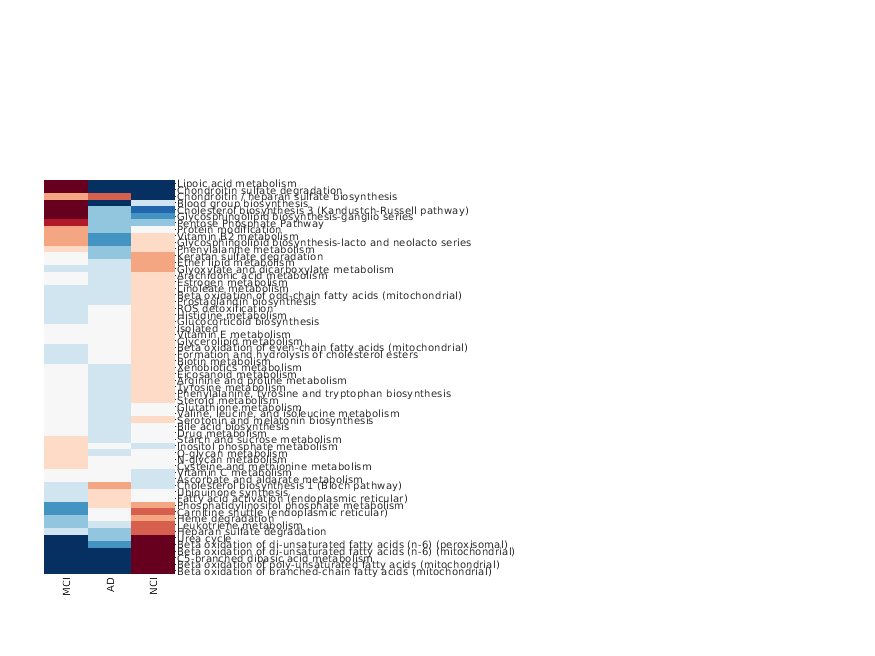 Lipoic acid metabolism
Chondroitin sulfate degradation
Chondroitin / heparan sulfate biosynthesis
Blood group biosynthesis
Cholesterol biosynthesis 3 (Kandustch-Russell pathway)
Glycosphingolipid biosynthesis-ganglio series
Pentose Phosphate Pathway
Protein modification
Vitamin B2 metabolism
Glycosphingolipid biosynthesis-lacto and neolacto series
Phenylalanine metabolism
Keratan sulfate degradation
Ether lipid metabolism
Glyoxylate and dicarboxylate metabolism
Arachidonic acid metabolism
Estrogen metabolism
Linoleate metabolism
Beta oxidation of odd-chain fatty acids (mitochondrial)
Prostaglandin biosynthesis
ROS detoxification
Histidine metabolism
Glucocorticoid biosynthesis
Isolated
Vitamin E metabolism
Glycerolipid metabolism
Beta oxidation of even-chain fatty acids (mitochondrial)
Formation and hydrolysis of cholesterol esters
Biotin metabolism
Xenobiotics metabolism
Eicosanoid metabolism
Arginine and proline metabolism
Tyrosine metabolism
Phenylalanine, tyrosine and tryptophan biosynthesis
Steroid metabolism
Glutathione metabolism
Valine, leucine, and isoleucine metabolism
Serotonin and melatonin biosynthesis
Bile acid biosynthesis
Drug metabolism
Starch and sucrose metabolism
Inositol phosphate metabolism
O-glycan metabolism
N-glycan metabolism
Cysteine and methionine metabolism
Vitamin C metabolism
Ascorbate and aldarate metabolism
Cholesterol biosynthesis 1 (Bloch pathway)
Ubiquinone synthesis
Fatty acid activation (endoplasmic reticular)
Phosphatidylinositol phosphate metabolism
Carnitine shuttle (endoplasmic reticular)
Heme degradation
Leukotriene metabolism
Heparan sulfate degradation
Urea cycle
Beta oxidation of di-unsaturated fatty acids (n-6) (peroxisomal)
Beta oxidation of di-unsaturated fatty acids (n-6) (mitochondrial)
C5-branched dibasic acid metabolism
Beta oxidation of poly-unsaturated fatty acids (mitochondrial)
Beta oxidation of branched-chain fatty acids (mitochondrial)
MCI
AD
NCI